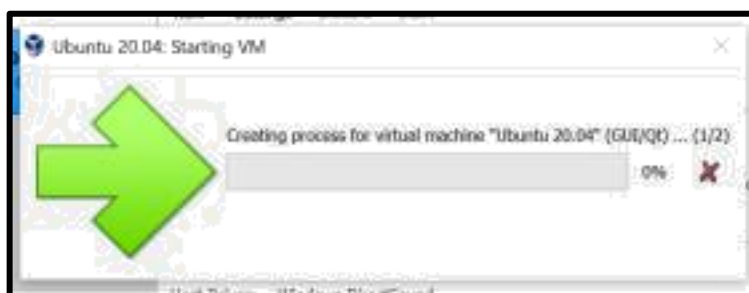 Ubuntu 20.04: Starting VM
Creating process for virtual machine "Ubuntu 20.04" (GUI/Qt) ... (1/2)
0%